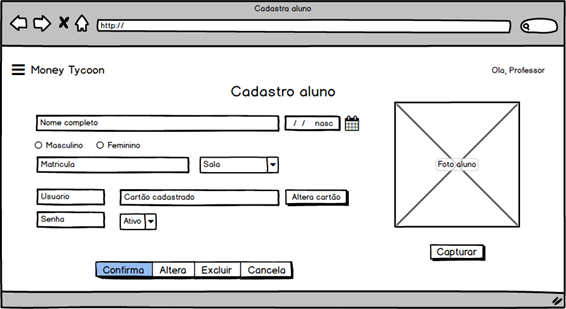 Cadastra aluno
http://
Money Tycoon
Ola, Professor
Cadastro aluno
Nome completo
/ / nasc
Masculino
Feminino
Matricula
Sala
Foto aluno
Usuario
Cartão cadastrado
Altera cartão
Senha
Ativo
Capturar
Confirma
Altera
Excluir
Cancela